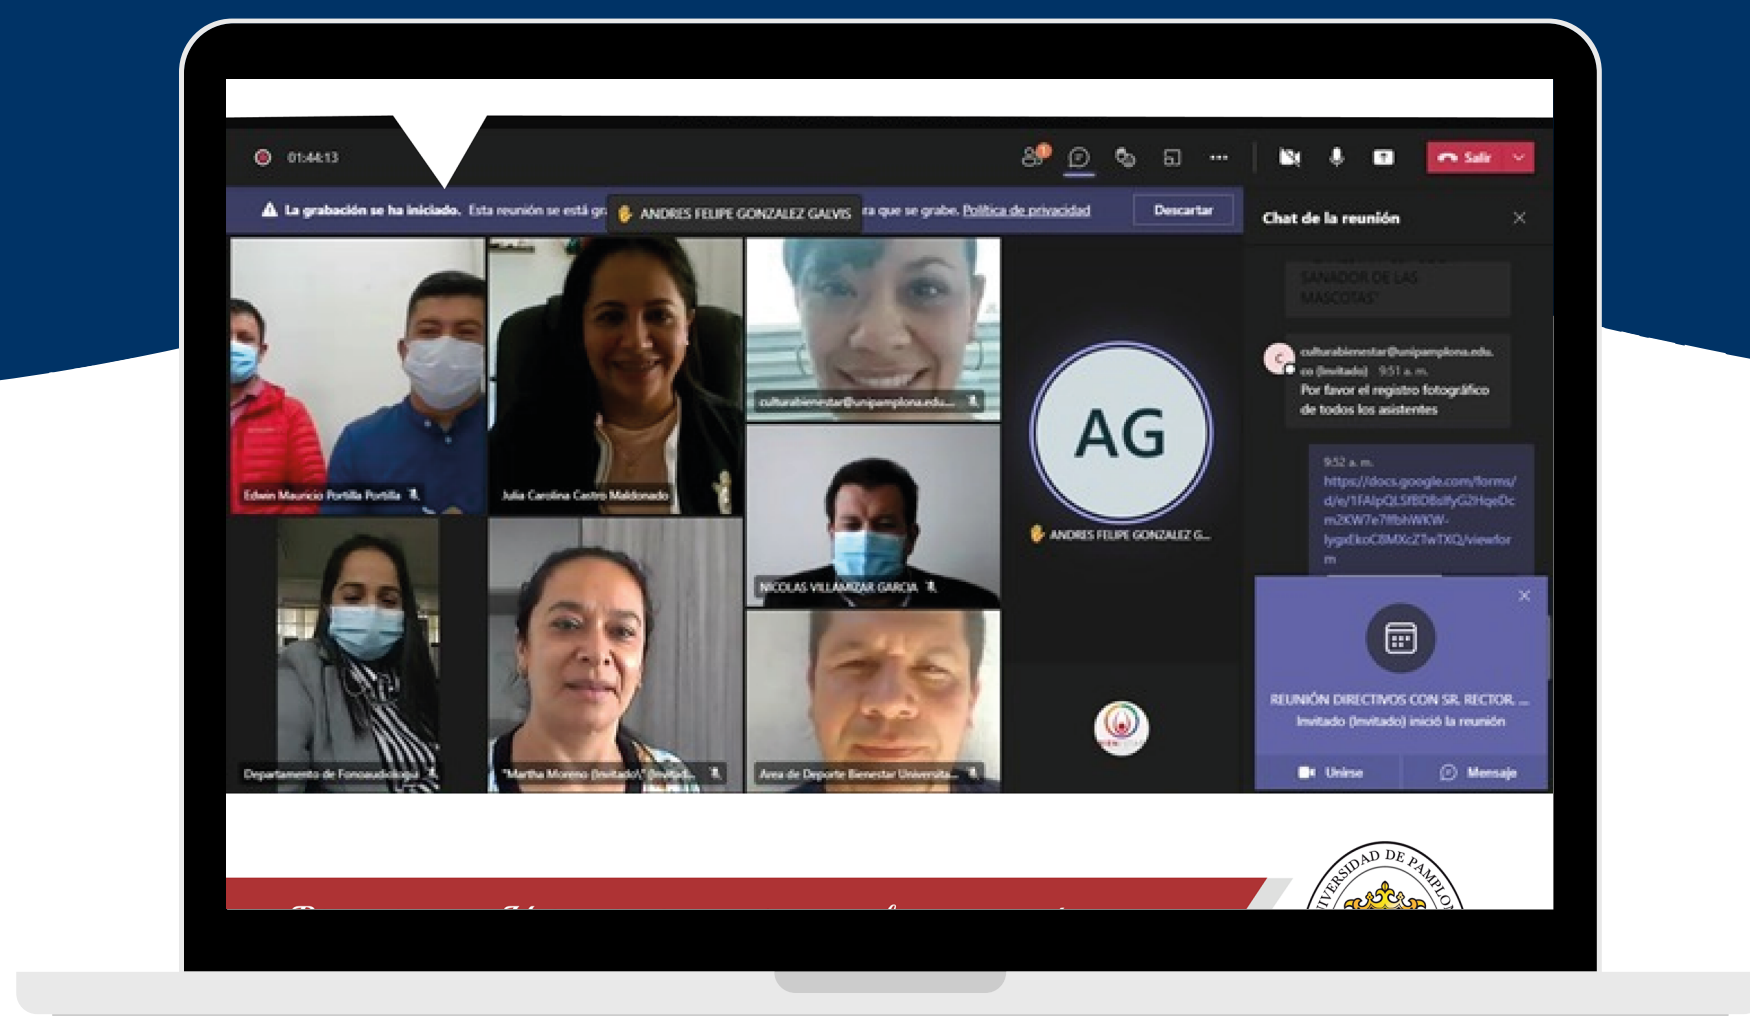 01:44:13
Salir
La grabación se ha iniciado. Esta reunión se está gr
ANDRES FELIPE GONZALEZ GALVIS
ra que se grabe. Política de privacidad
Descartar
Chat de la reunión
SANADOR DE LAS
MASCOTAS"
C
culturabienestar@unipamplona.edu.
co (Invitado) 9:51 a. m.
Por favor el registro fotográfico
de todos los asistentes
9:52 a. m.
https://docs.google.com/forms/
m
culturabienestar@unipamplona.edu....
Edwin Mauricio Portilla Portilla
Julia Carolina Castro Maldonado
AG
ANDRES FELIPE GONZALEZ G...
NICOLAS VILLAMIZAR GARCIA
Departamento de Fonoaudiología
"Martha Moreno (Invitado\" (Invitad...
Area de Deporte Bienestar Universita...
REUNIÓN DIRECTIVOS CON SR. RECTOR. ...
Invitado (Invitado) inició la reunión
Unirse
Mensaje
UNIVERSIDAD DE PAMPLONA